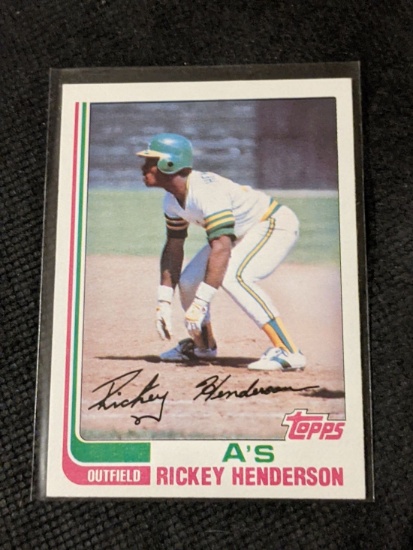 Rickey Henderson
TOPPS
A'S
OUTFIELD RICKEY HENDERSON